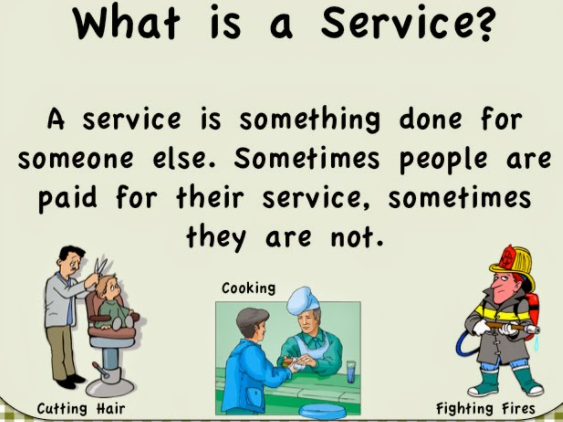 What is a Service?
A service is something done for
someone else. Sometimes people are
paid for their service, sometimes
they are not.
Cooking
Cutting Hair
Fighting Fires